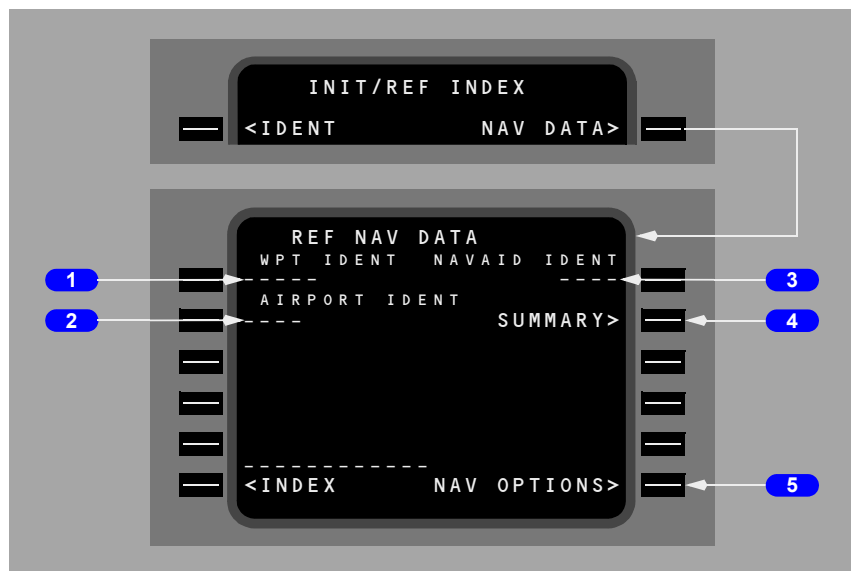 INIT/REF INDEX
<IDENT NAV DATA>
REF NAV DATA
WPT IDENT NAVAID IDENT
1 ----- ---- 3
AIRPORT IDENT
2 ---- SUMMARY> 4
------------
<INDEX NAV OPTIONS> 5